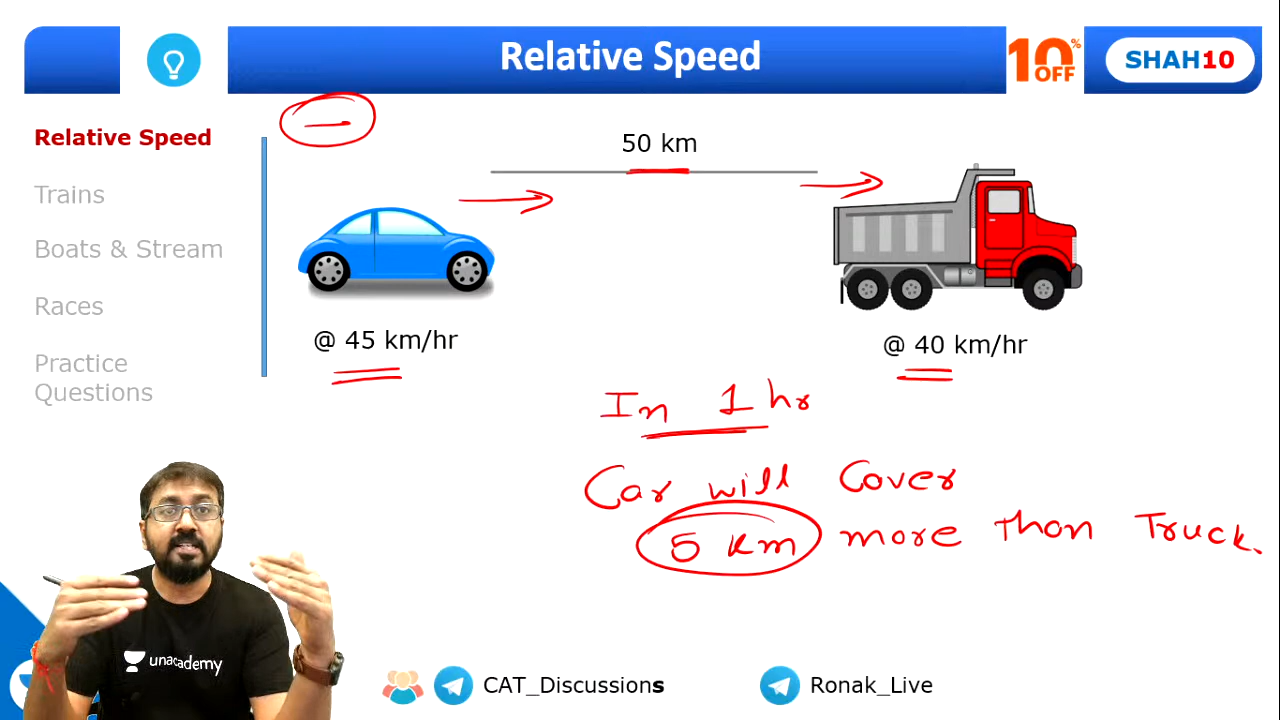 Relative Speed
10% OFF
SHAH10
Relative Speed
Trains
Boats & Stream
Races
Practice
Questions
50 km
@ 45 km/hr
@ 40 km/hr
In 1 hr
Car will Cover
5 km more than Truck.
unacademy
CAT_Discussions
Ronak_Live